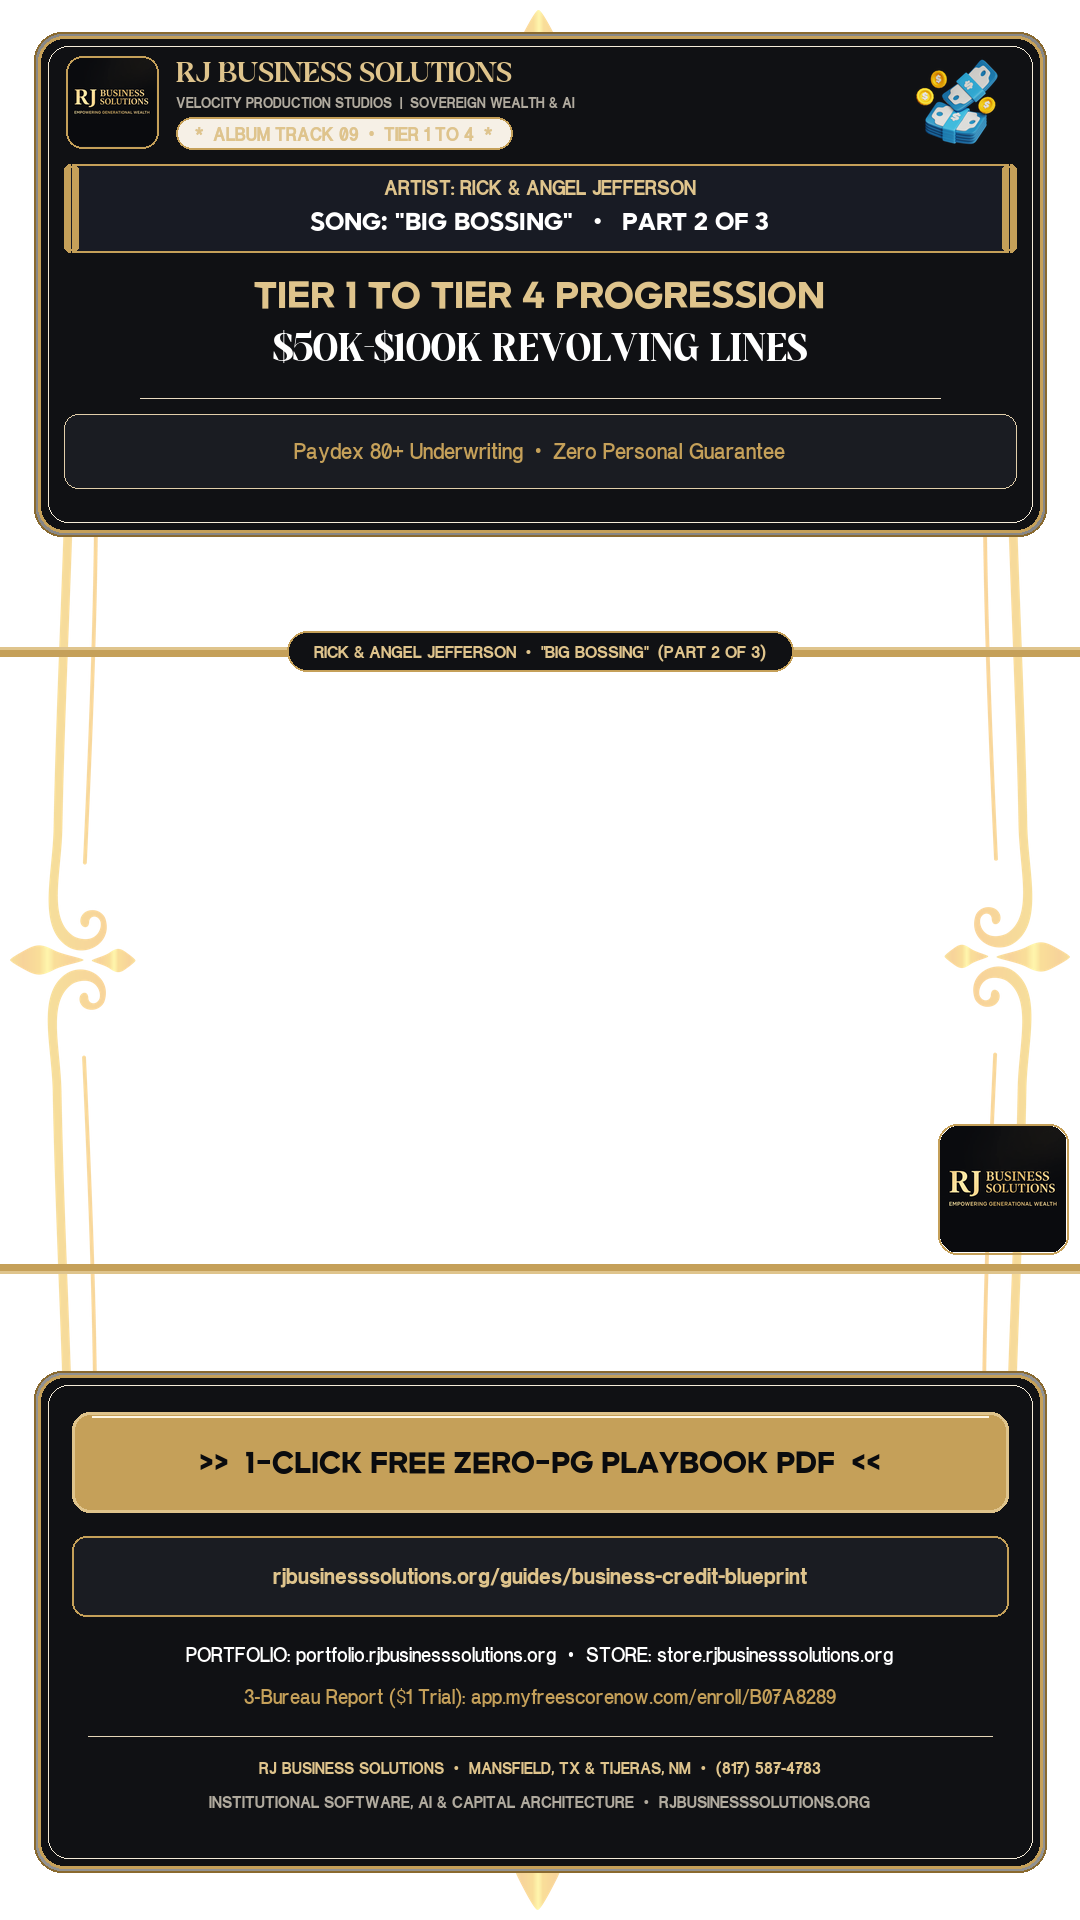 RJ BUSINESS SOLUTIONS
EMPOWERING GENERATIONAL WEALTH
RJ BUSINESS SOLUTIONS
VELOCITY PRODUCTION STUDIOS | SOVEREIGN WEALTH & AI
* ALBUM TRACK 09 • TIER 1 TO 4 *
ARTIST: RICK & ANGEL JEFFERSON
SONG: "BIG BOSSING" • PART 2 OF 3
TIER 1 TO TIER 4 PROGRESSION
$50K-$100K REVOLVING LINES
Paydex 80+ Underwriting • Zero Personal Guarantee
RICK & ANGEL JEFFERSON • "BIG BOSSING" (PART 2 OF 3)
RJ BUSINESS SOLUTIONS
EMPOWERING GENERATIONAL WEALTH
>> 1-CLICK FREE ZERO-PG PLAYBOOK PDF <<
rjbusinesssolutions.org/guides/business-credit-blueprint
PORTFOLIO: portfolio.rjbusinesssolutions.org • STORE: store.rjbusinesssolutions.org
3-Bureau Report ($1 Trial): app.myfreescorenow.com/enroll/B07A8289
RJ BUSINESS SOLUTIONS • MANSFIELD, TX & TIJERAS, NM • (817) 587-4783
INSTITUTIONAL SOFTWARE, AI & CAPITAL ARCHITECTURE • RJBUSINESSSOLUTIONS.ORG